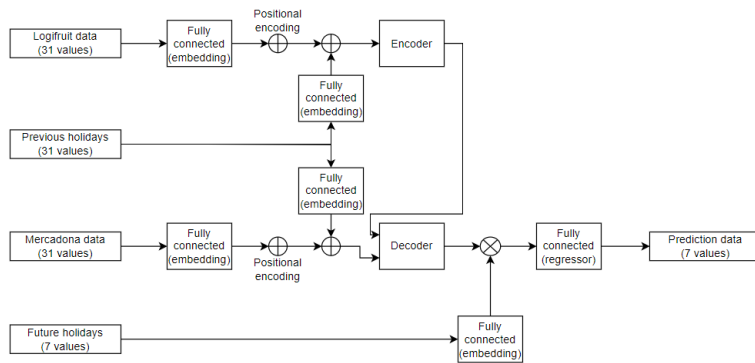 Logifruit data
(31 values)
Fully
connected
(embedding)
Positional
encoding
Encoder
Fully
connected
(embedding)
Previous holidays
(31 values)
Fully
connected
(embedding)
Mercadona data
(31 values)
Fully
connected
(embedding)
Positional
encoding
Decoder
Fully
connected
(regressor)
Prediction data
(7 values)
Future holidays
(7 values)
Fully
connected
(embedding)